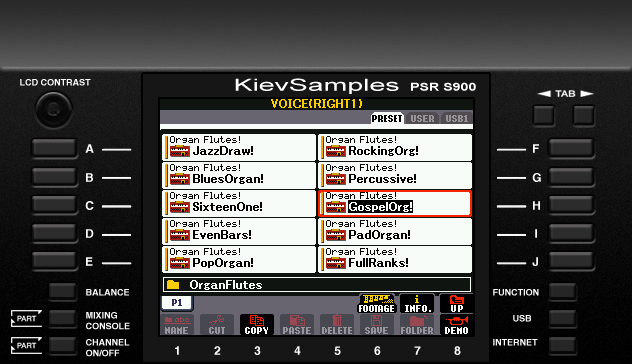 LCD CONTRAST
KievSamples PSR S900
TAB
VOICE(RIGHT1)
PRESET USER USB1
Organ Flutes! Organ Flutes!
A JazzDraw! RockingOrg! F
Organ Flutes! Organ Flutes!
B BluesOrgan! Percussive! G
Organ Flutes! Organ Flutes!
C SixteenOne! GospelOrg! H
Organ Flutes! Organ Flutes!
D EvenBars! PadOrgan! I
Organ Flutes! Organ Flutes!
E PopOrgan! FullRanks! J
OrganFlutes
BALANCE
FUNCTION
P1
FOOTAGE INFO. UP
PART MIXING
CONSOLE
USB
NAME CUT COPY PASTE DELETE SAVE FOLDER DEMO
PART CHANNEL
ON/OFF
INTERNET
1 2 3 4 5 6 7 8